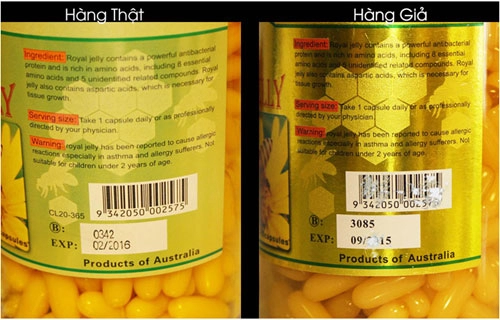 Hàng Thật
Ingredient: Royal jelly contains a powerful antibacterial
protein and is rich in amino acids, including 8 essential
amino acids and 5 unidentified related compounds. Royal
jelly also contains aspartic acids, which is necessary for
tissue growth.
LY
Serving size: Take 1 capsule daily or as professionally
directed by your physician.
Warning: royal jelly has been reported to cause allergic
reactions especially in asthma and allergy sufferers. Not
suitable for children under 2 years of age.
9 342050 002575
CL20-365
capsules
B: 0342
EXP: 02/2016
Products of Australia
Hàng Giả
Ingredient: Royal jelly contains a powerful antibacterial
protein and is rich in amino acids, including 8 essential
amino acids and 5 unidentified related compounds. Royal
jelly also contains aspartic acids, which is necessary for
tissue growth.
Serving size: Take 1 capsule daily or as professionally
directed by your physician.
Warning: royal jelly has been reported to cause allergic
reactions especially in asthma and allergy sufferers. Not
suitable for children under 2 years of age.
9 342050 002575
B: 3085
EXP: 09/2015
Products of Australia